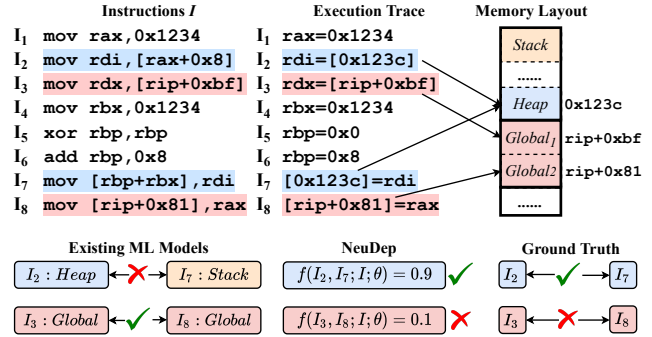 Instructions I Execution Trace Memory Layout
I1 mov rax,0x1234 I1 rax=0x1234 Stack
I2 mov rdi,[rax+0x8] I2 rdi=[0x123c] ......
I3 mov rdx,[rip+0xbf] I3 rdx=[rip+0xbf] Heap 0x123c
I4 mov rbx,0x1234 I4 rbx=0x1234 Global1 rip+0xbf
I5 xor rbp,rbp I5 rbp=0x0
I6 add rbp,0x8 I6 rbp=0x8 Global2 rip+0x81
I7 mov [rbp+rbx],rdi I7 [0x123c]=rdi
I8 mov [rip+0x81],rax I8 [rip+0x81]=rax ......
Existing ML Models NeuDep Ground Truth
I2 : Heap I7 : Stack f(I2, I7; I; θ) = 0.9 I2 I7
I3 : Global I8 : Global f(I3, I8; I; θ) = 0.1 I3 I8